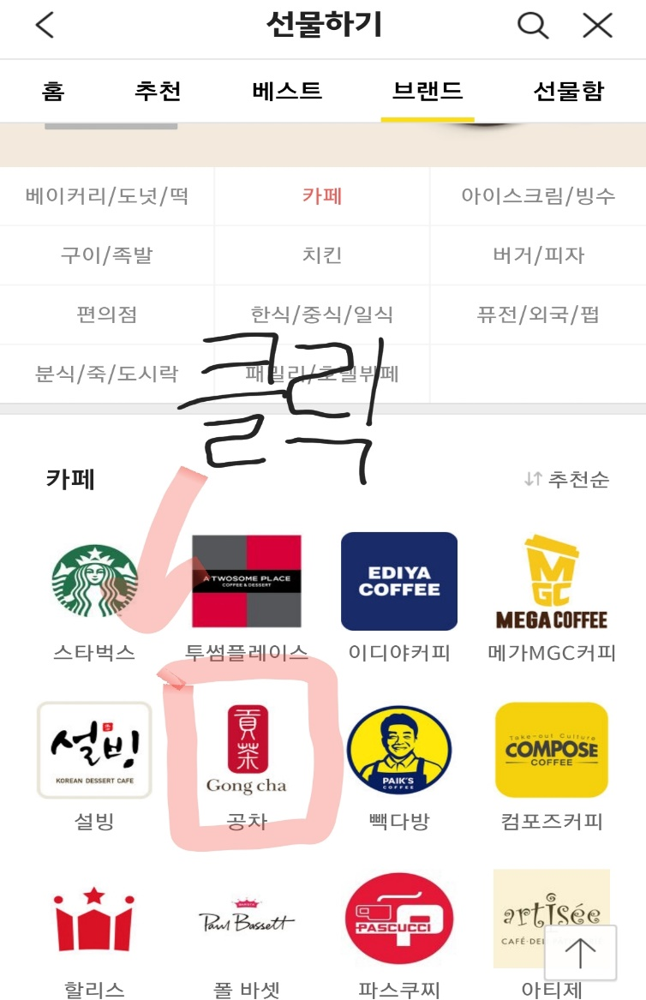 선물하기
홈 추천 베스트 브랜드 선물함
베이커리/도넛/떡 카페 아이스크림/빙수
구이/족발 치킨 버거/피자
편의점 한식/중식/일식 퓨전/외국/펍
분식/죽/도시락 패밀리/호텔뷔페
클릭
카페 추천순
A TWOSOME PLACE
COFFEE & DESSERT
EDIYA
COFFEE
MGC
MEGA COFFEE
스타벅스 투썸플레이스 이디야커피 메가MGC커피
설빙
KOREAN DESSERT CAFE
貢茶
Gong cha
PAIK'S
COFFEE
Take-out Culture
COMPOSE
COFFEE
설빙 공차 빽다방 컴포즈커피
Paul Bassett
P
PASCUCCI
artisée
할리스 폴 바셋 파스쿠찌 아티제